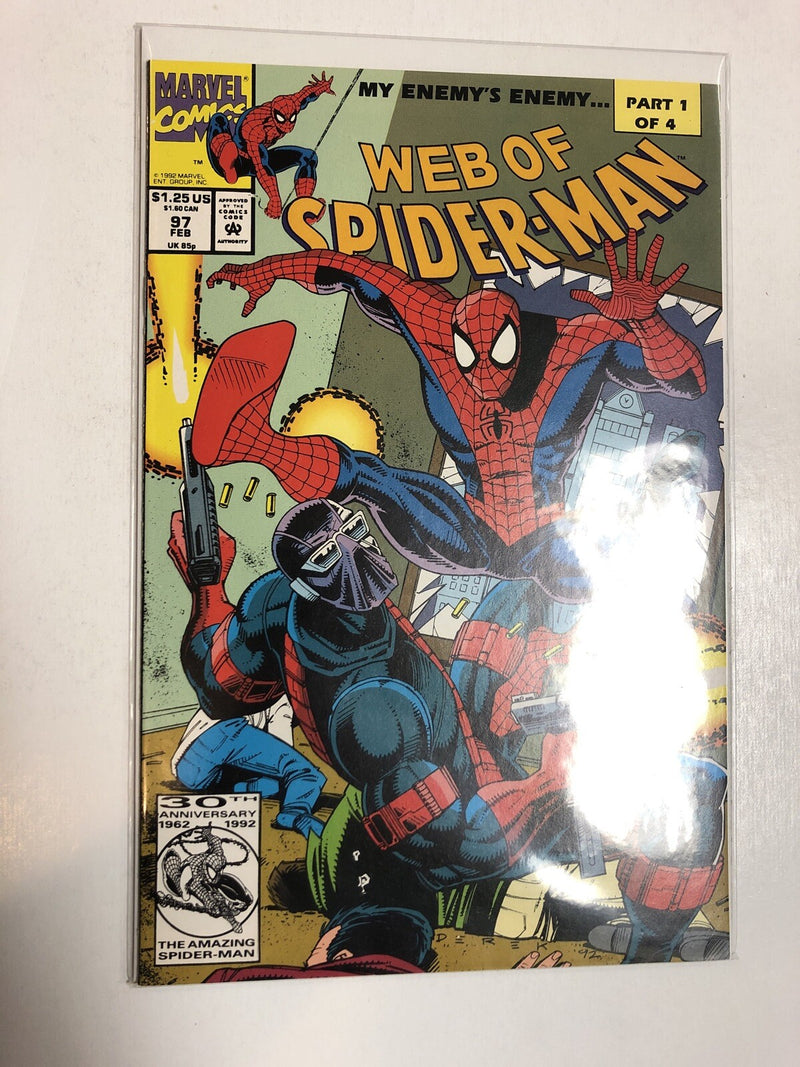 MARVEL®
COMICS
TM
© 1992 MARVEL
ENT. GROUP, INC.
$1.25 US
$1.60 CAN
97
FEB
UK 85p
APPROVED
BY THE
COMICS
CODE
CA
AUTHORITY
MY ENEMY'S ENEMY...
PART 1
OF 4
WEB OF
SPIDER-MAN™
30TH
ANNIVERSARY
1962 1992
THE AMAZING
SPIDER-MAN
DEREK '92